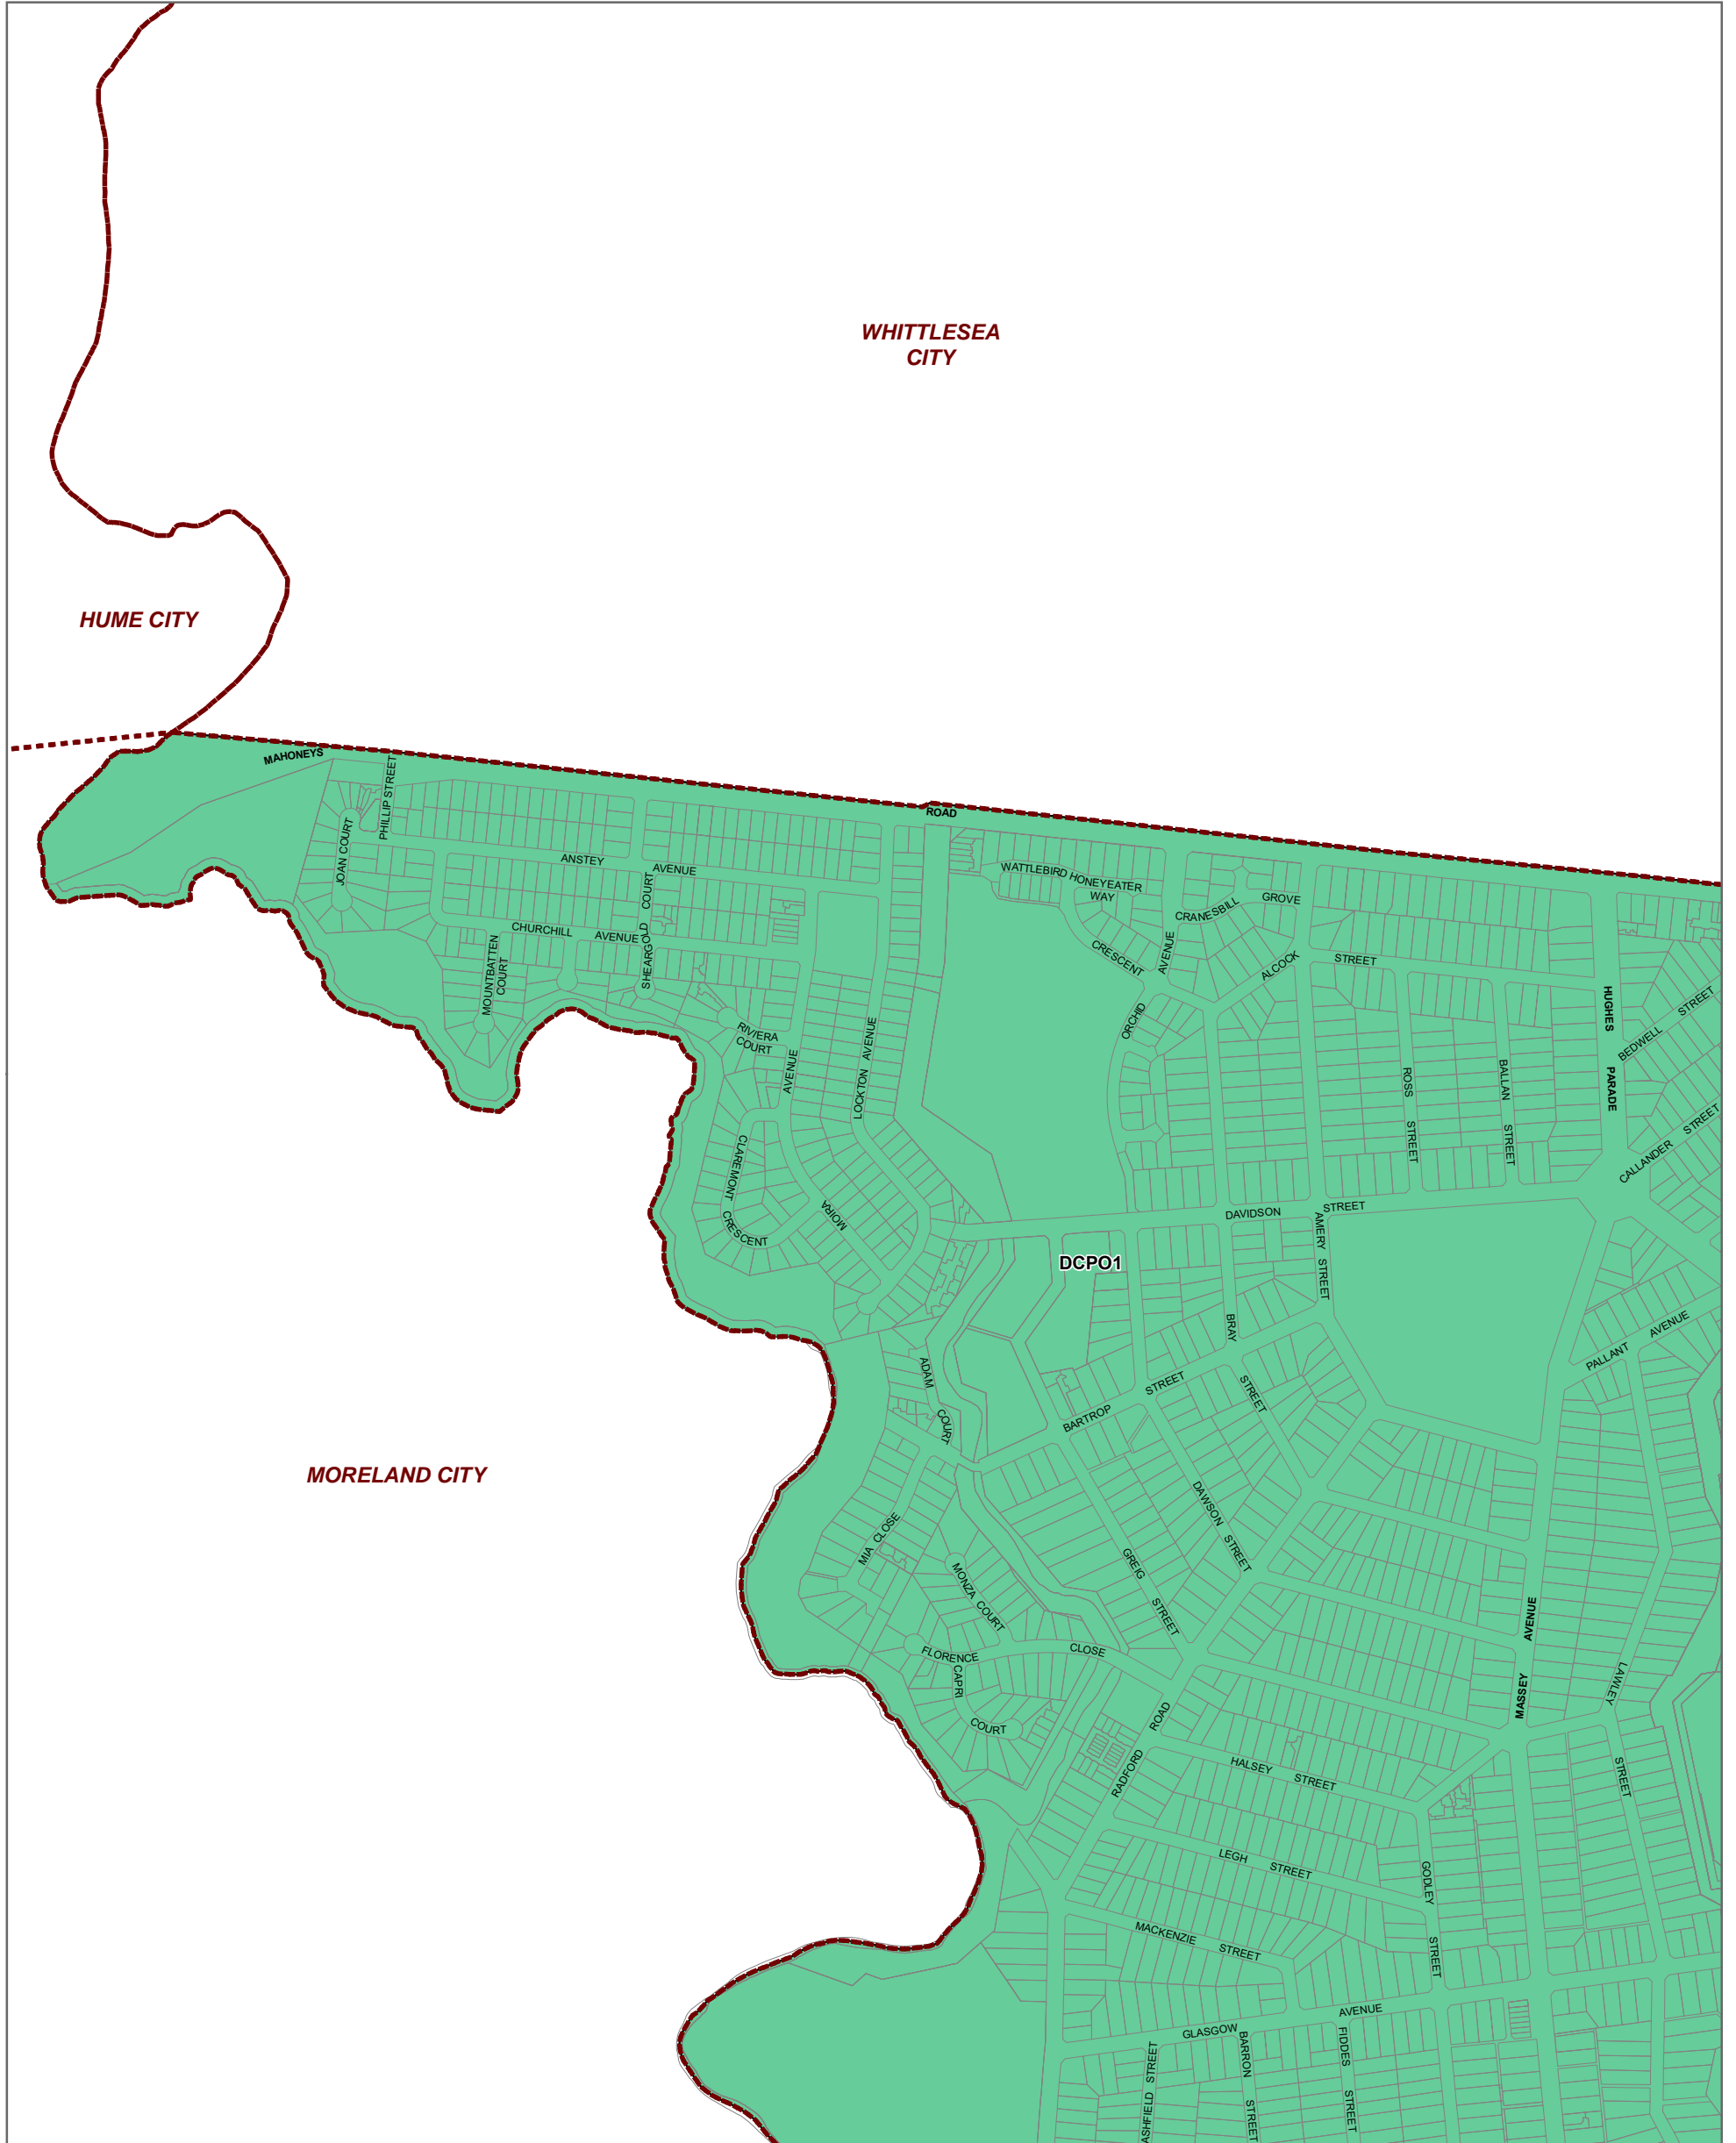 WHITTLESEA
CITY
HUME CITY
MAHONEYS
ROAD
PHILLIP STREET
JOAN COURT
ANSTEY
AVENUE
SHEARGOLD COURT
CHURCHILL
AVENUE
MOUNTBATTEN
COURT
RIVIERA
COURT
AVENUE
LOCKTON AVENUE
CLAREMONT
CRESCENT
MOIRA
WATTLEBIRD
HONEYEATER
WAY
CRESCENT
CRANESBILL
GROVE
AVENUE
ORCHID
ALCOCK
STREET
HUGHES
PARADE
BEDWELL
STREET
ROSS
STREET
BALLAN
STREET
CALLANDER
STREET
DAVIDSON
STREET
AMERY STREET
DCPO1
BRAY
STREET
PALLANT
AVENUE
ADAM
COURT
BARTROP
STREET
MORELAND CITY
DAWSON
STREET
GREIG
STREET
MIA CLOSE
MONZA COURT
FLORENCE
CLOSE
CAPRI
COURT
MASSEY
AVENUE
LAWLEY
STREET
RADFORD
ROAD
HALSEY
STREET
LEGH
STREET
GODLEY
STREET
MACKENZIE
STREET
GLASGOW
AVENUE
ASHFIELD STREET
BARRON
STREET
FIDDES
STREET